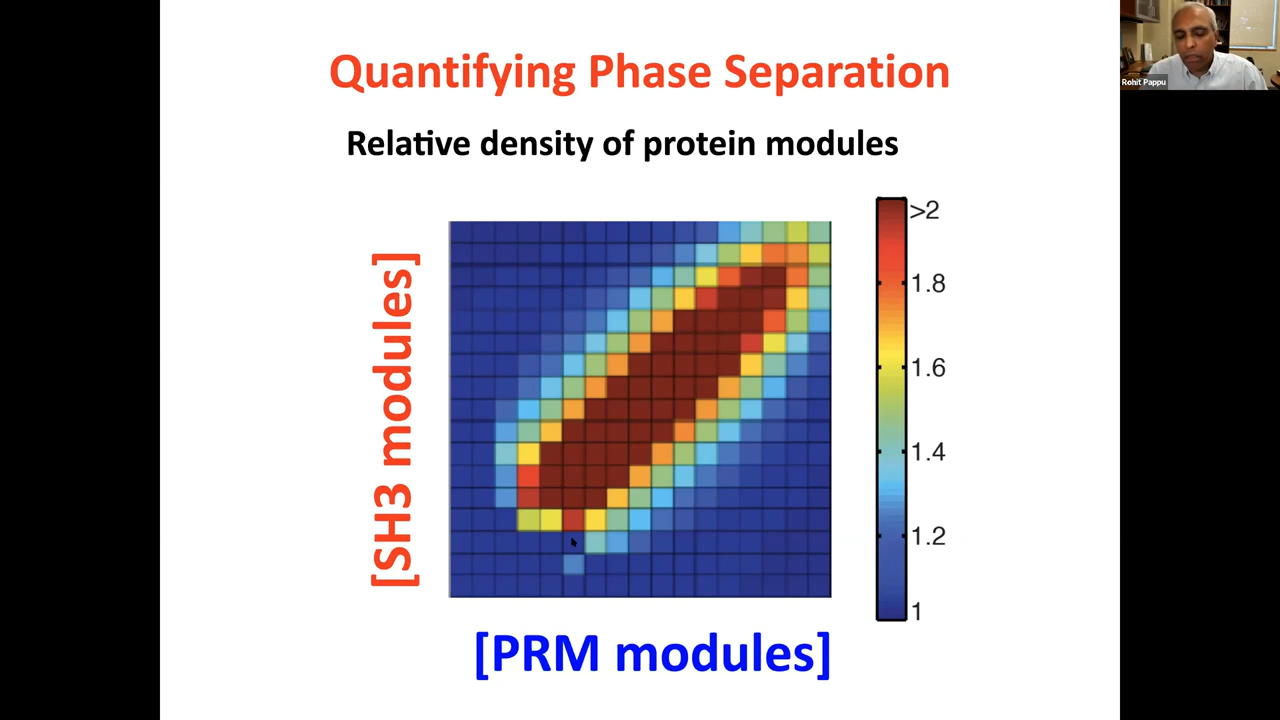 Quantifying Phase Separation
Relative density of protein modules
[SH3 modules]
>2
1.8
1.6
1.4
1.2
1
[PRM modules]
Rohit Pappu